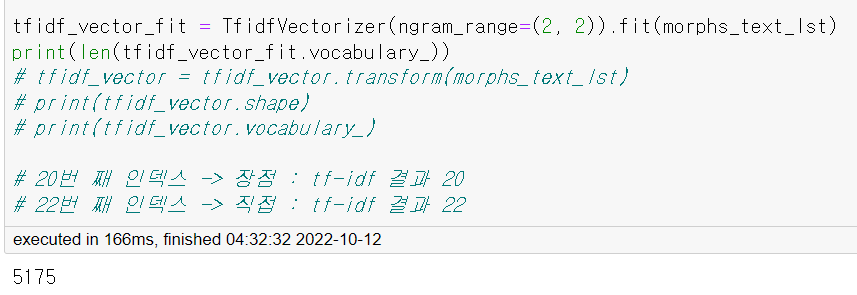 tfidf_vector_fit = TfidfVectorizer(ngram_range=(2, 2)).fit(morphs_text_lst)
print(len(tfidf_vector_fit.vocabulary_))
# tfidf_vector = tfidf_vector.transform(morphs_text_lst)
# print(tfidf_vector.shape)
# print(tfidf_vector.vocabulary_)
# 20번 째 인덱스 -> 장점 : tf-idf 결과 20
# 22번 째 인덱스 -> 직접 : tf-idf 결과 22
executed in 166ms, finished 04:32:32 2022-10-12
5175